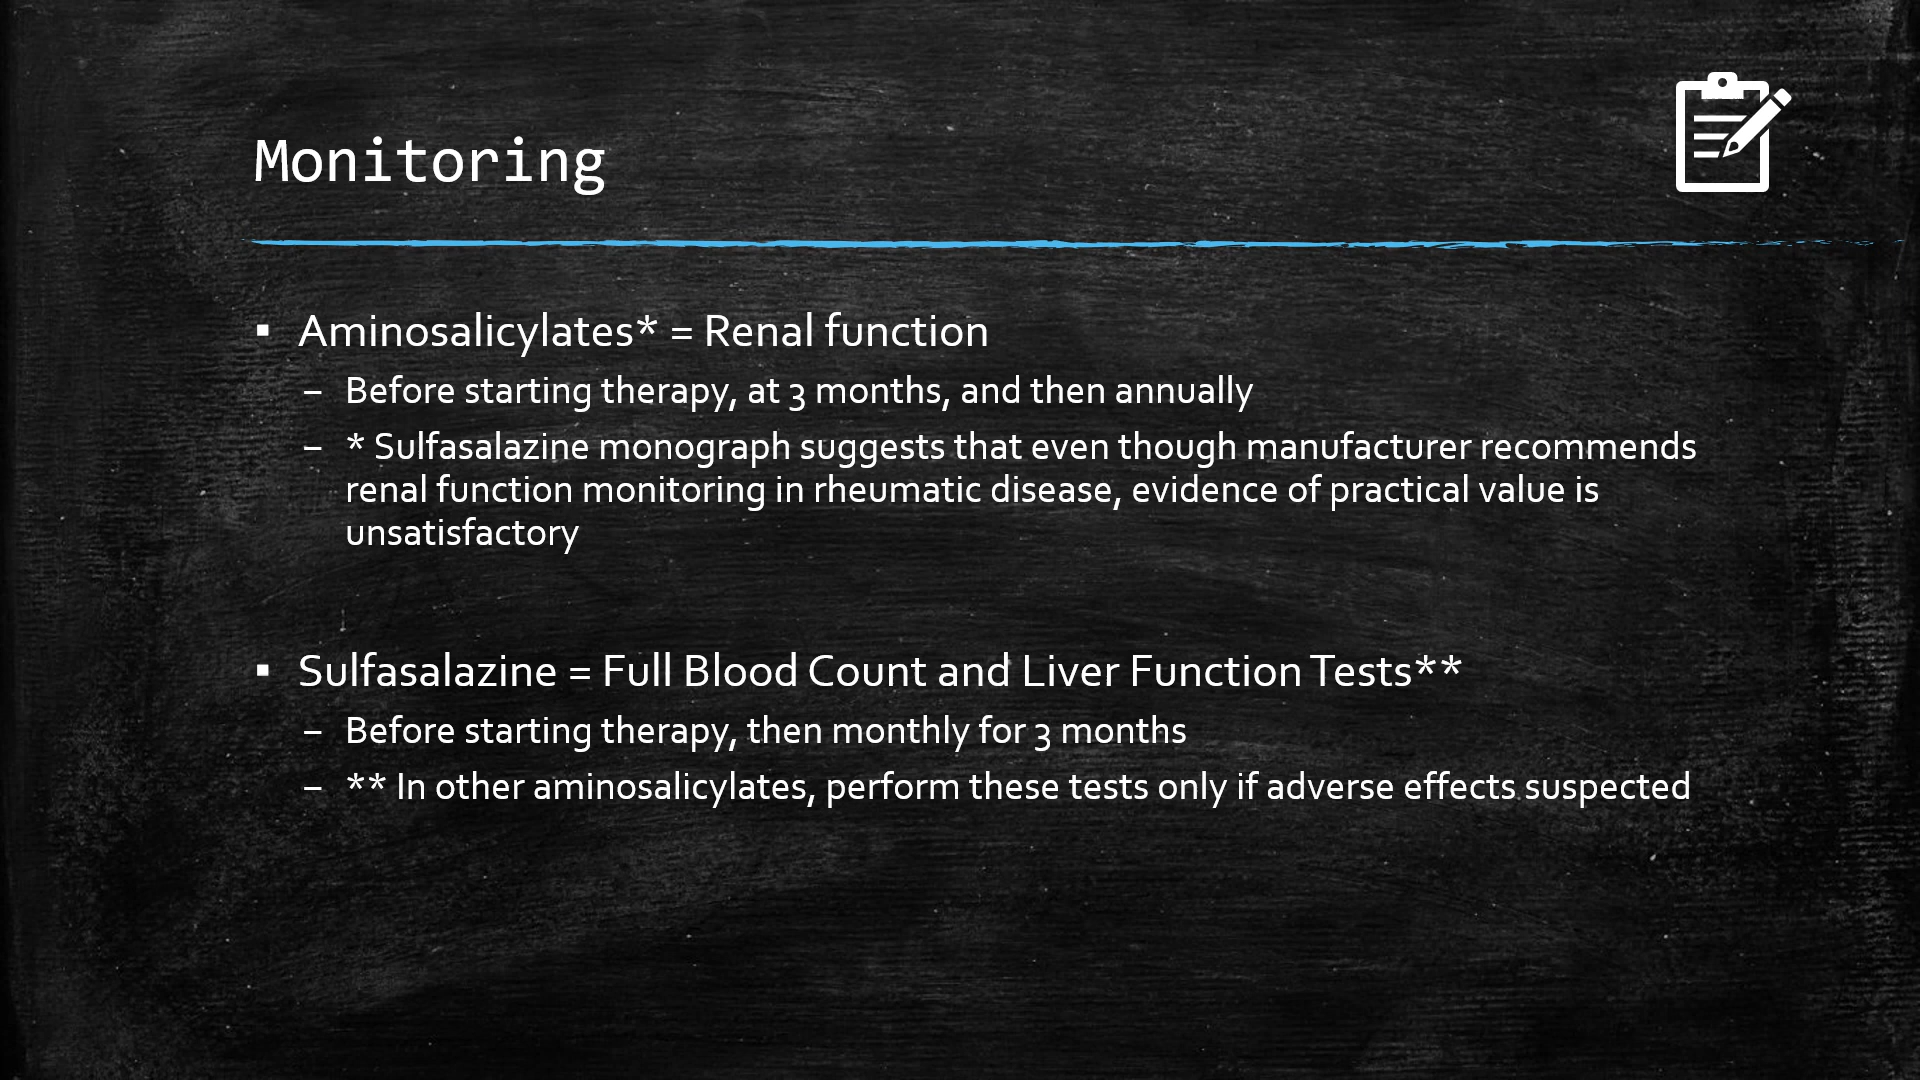 Monitoring
▪ Aminosalicylates* = Renal function
– Before starting therapy, at 3 months, and then annually
– * Sulfasalazine monograph suggests that even though manufacturer recommends
renal function monitoring in rheumatic disease, evidence of practical value is
unsatisfactory
▪ Sulfasalazine = Full Blood Count and Liver Function Tests**
– Before starting therapy, then monthly for 3 months
– ** In other aminosalicylates, perform these tests only if adverse effects suspected